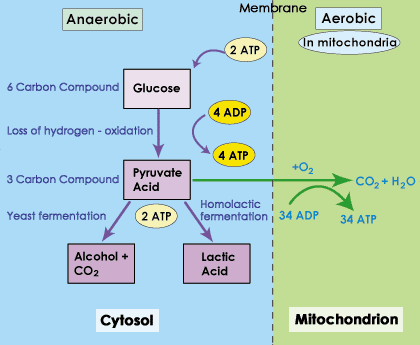 Membrane
Anaerobic
Aerobic
In mitochondria
2 ATP
6 Carbon Compound
Glucose
4 ADP
Loss of hydrogen - oxidation
4 ATP
+O2
3 Carbon Compound
Pyruvate
Acid
CO2 + H2O
Yeast fermentation
2 ATP
Homolactic
fermentation
34 ADP
34 ATP
Alcohol +
CO2
Lactic
Acid
Cytosol
Mitochondrion